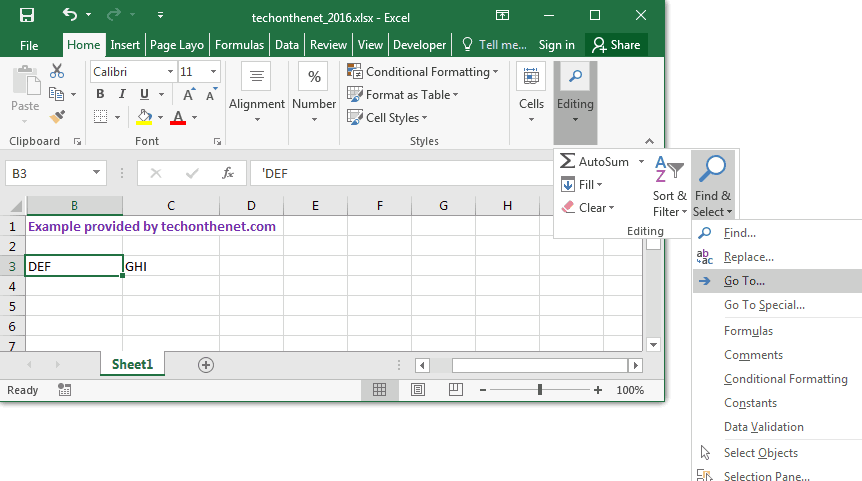 techonthenet_2016.xlsx - Excel
File Home Insert Page Layo Formulas Data Review View Developer Tell me... Sign in Share
Paste
Clipboard
Calibri 11
B I U A A
A
Font
Alignment
%
Number
Conditional Formatting
Format as Table
Cell Styles
Styles
Cells
Editing
B3 fx 'DEF
AutoSum
Fill
Clear
A Z
Sort & Filter
Find & Select
Editing
B C D E F G H
1 Example provided by techonthenet.com
2
3 DEF GHI
4
5
6
7
Sheet1
Ready 100%
Find...
ab ac Replace...
Go To...
Go To Special...
Formulas
Comments
Conditional Formatting
Constants
Data Validation
Select Objects
Selection Pane...